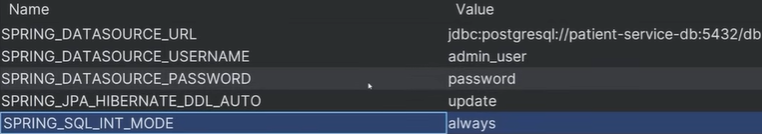 Name Value
SPRING_DATASOURCE_URL jdbc:postgresql://patient-service-db:5432/db
SPRING_DATASOURCE_USERNAME admin_user
SPRING_DATASOURCE_PASSWORD password
SPRING_JPA_HIBERNATE_DDL_AUTO update
SPRING_SQL_INT_MODE always